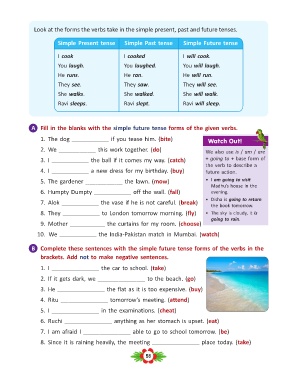 Look at the forms the verbs take in the simple present, past and future tenses.
Simple Present tense Simple Past tense Simple Future tense
I cook I cooked I will cook.
You laugh. You laughed. You will laugh.
He runs. He ran. He will run.
They see. They saw. They will see.
She walks. She walked. She will walk.
Ravi sleeps. Ravi slept. Ravi will sleep.
A Fill in the blanks with the simple future tense forms of the given verbs.
1. The dog ____________ if you tease him. (bite)
2. We ____________ this work together. (do)
3. I ____________ the ball if it comes my way. (catch)
4. I ____________ a new dress for my birthday. (buy)
5. The gardener ____________ the lawn. (mow)
6. Humpty Dumpty ____________ off the wall. (fall)
7. Alok ____________ the vase if he is not careful. (break)
8. They ____________ to London tomorrow morning. (fly)
9. Mother ____________ the curtains for my room. (choose)
10. We ____________ the India-Pakistan match in Mumbai. (watch)
Watch Out!
We also use is / am / are
+ going to + base form of
the verb to describe a
future action.
• I am going to visit
Madhu's house in the
evening.
• Disha is going to return
the book tomorrow.
• The sky is cloudy, it is
going to rain.
B Complete these sentences with the simple future tense forms of the verbs in the
brackets. Add not to make negative sentences.
1. I ____________ the car to school. (take)
2. If it gets dark, we ____________ to the beach. (go)
3. He ____________ the flat as it is too expensive. (buy)
4. Ritu ____________ tomorrow's meeting. (attend)
5. I ____________ in the examinations. (cheat)
6. Ruchi ____________ anything as her stomach is upset. (eat)
7. I am afraid I ____________ able to go to school tomorrow. (be)
8. Since it is raining heavily, the meeting ____________ place today. (take)